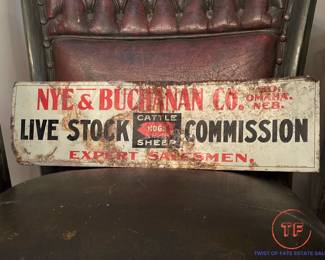 NYE & BUCHANAN CO. SO. OMAHA. NEB.
LIVE STOCK CATTLE HOGS SHEEP COMMISSION
EXPERT SALESMEN.
TF
TWIST OF FATE ESTATE SALES